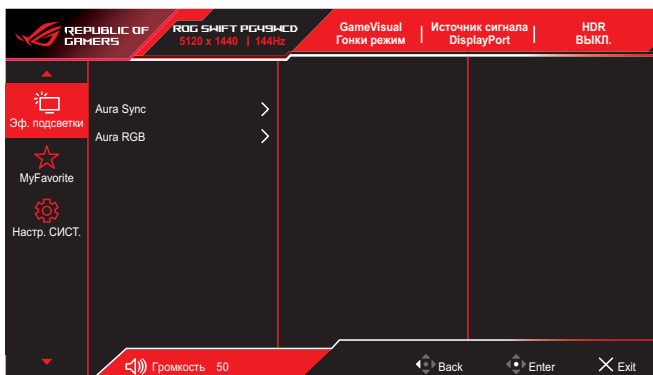 REPUBLIC OF
GAMERS
ROG SWIFT PG49WCD
5120 x 1440 | 144Hz
GameVisual
Гонки режим
Источник сигнала
DisplayPort
HDR
ВЫКЛ.
Эф. подсветки
MyFavorite
Настр. СИСТ.
Aura Sync
Aura RGB
Громкость 50
Back
Enter
Exit